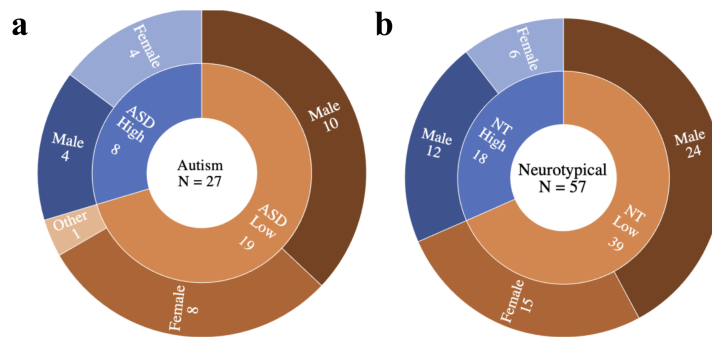 a
Female
4
Male
10
ASD
High
8
Male
4
Autism
N = 27
Other
1
ASD
Low
19
Female
8
b
Female
6
Male
24
NT
High
18
Male
12
Neurotypical
N = 57
NT
Low
39
Female
15